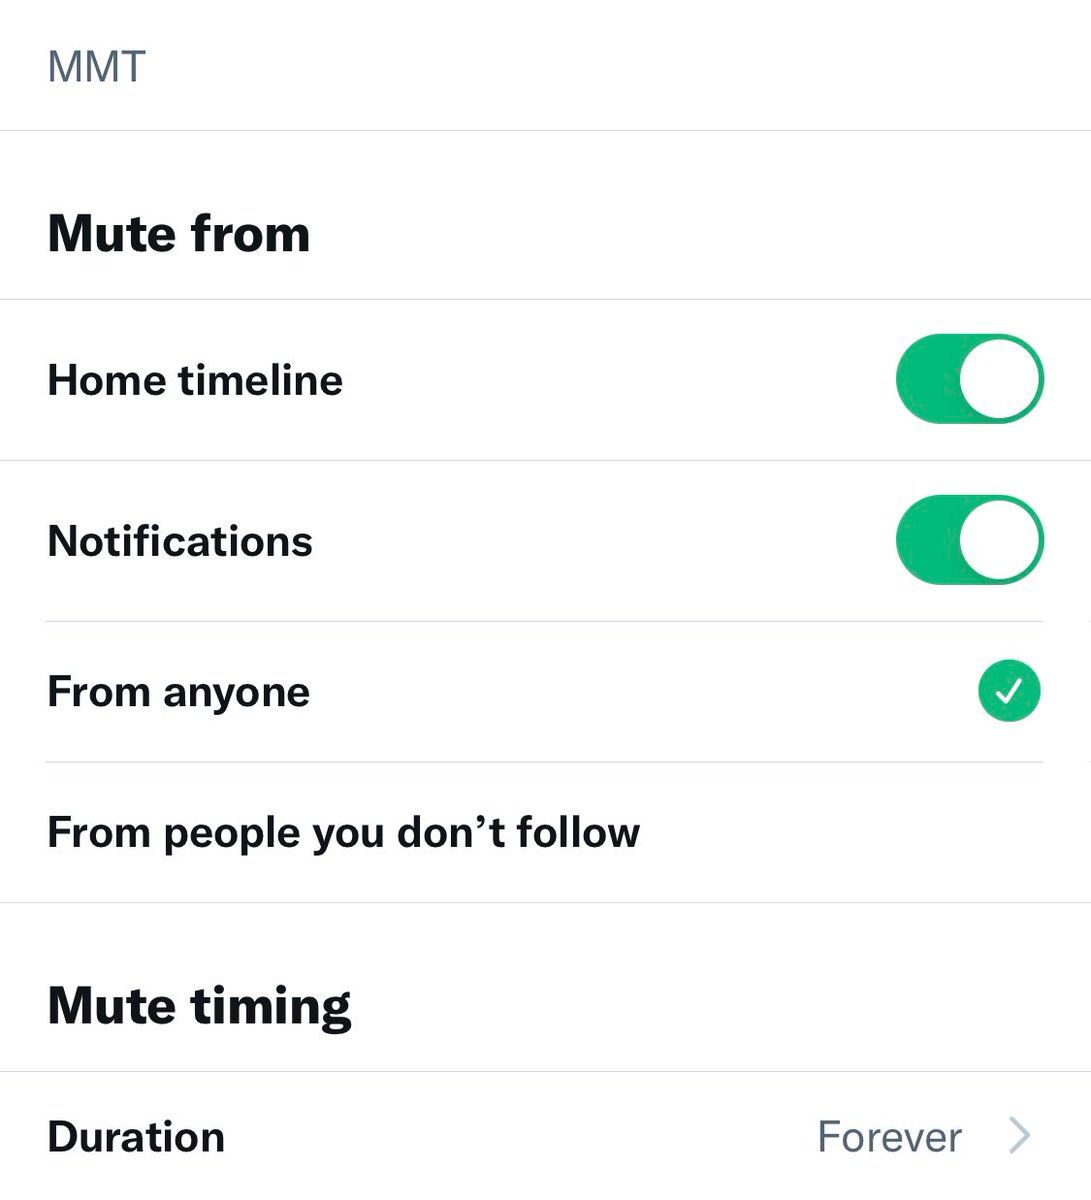 MMT
Mute from
Home timeline
Notifications
From anyone
From people you don’t follow
Mute timing
Duration
Forever